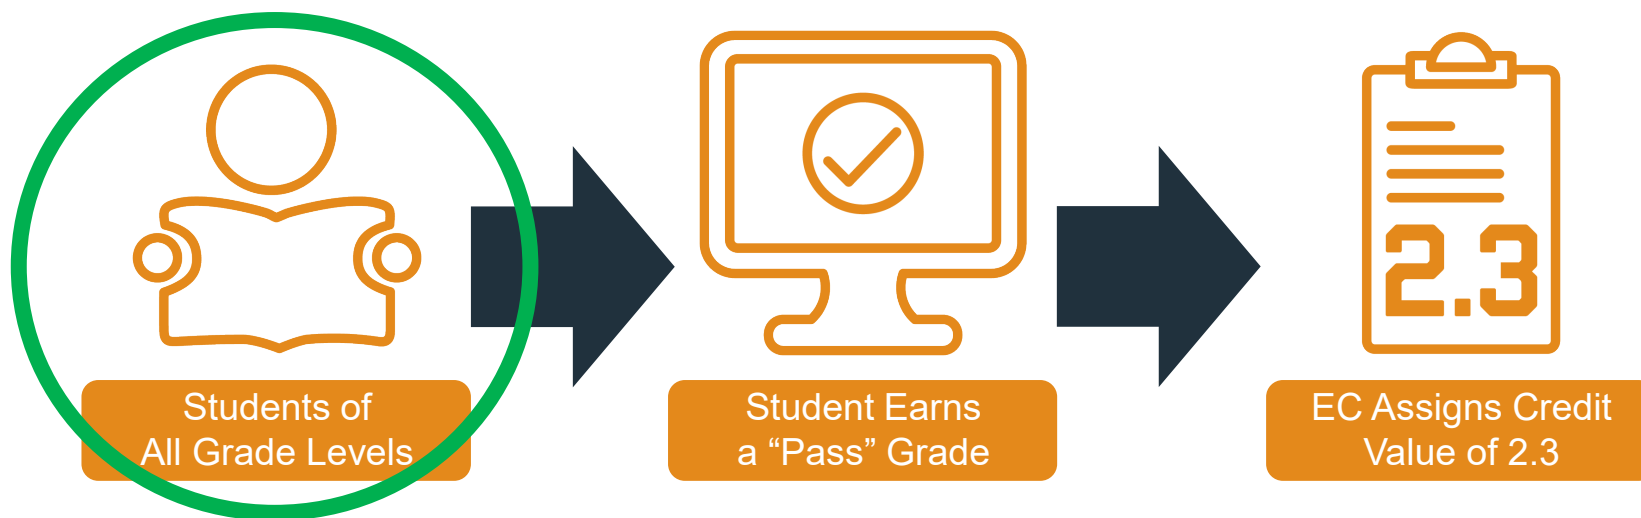 2.3
Students of
All Grade Levels
Student Earns
a “Pass” Grade
EC Assigns Credit
Value of 2.3